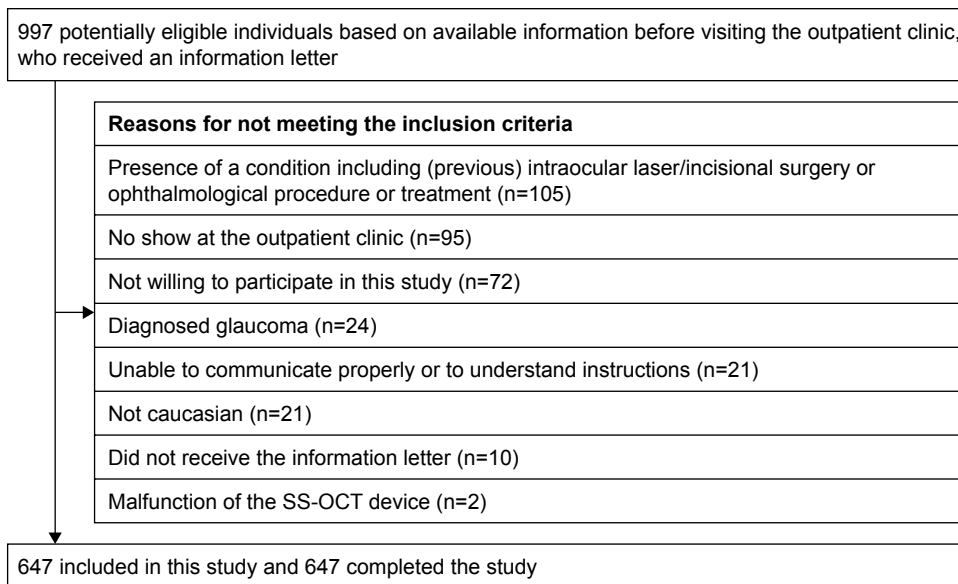 997 potentially eligible individuals based on available information before visiting the outpatient clinic,
who received an information letter
Reasons for not meeting the inclusion criteria
Presence of a condition including (previous) intraocular laser/incisional surgery or
ophthalmological procedure or treatment (n=105)
No show at the outpatient clinic (n=95)
Not willing to participate in this study (n=72)
Diagnosed glaucoma (n=24)
Unable to communicate properly or to understand instructions (n=21)
Not caucasian (n=21)
Did not receive the information letter (n=10)
Malfunction of the SS-OCT device (n=2)
647 included in this study and 647 completed the study